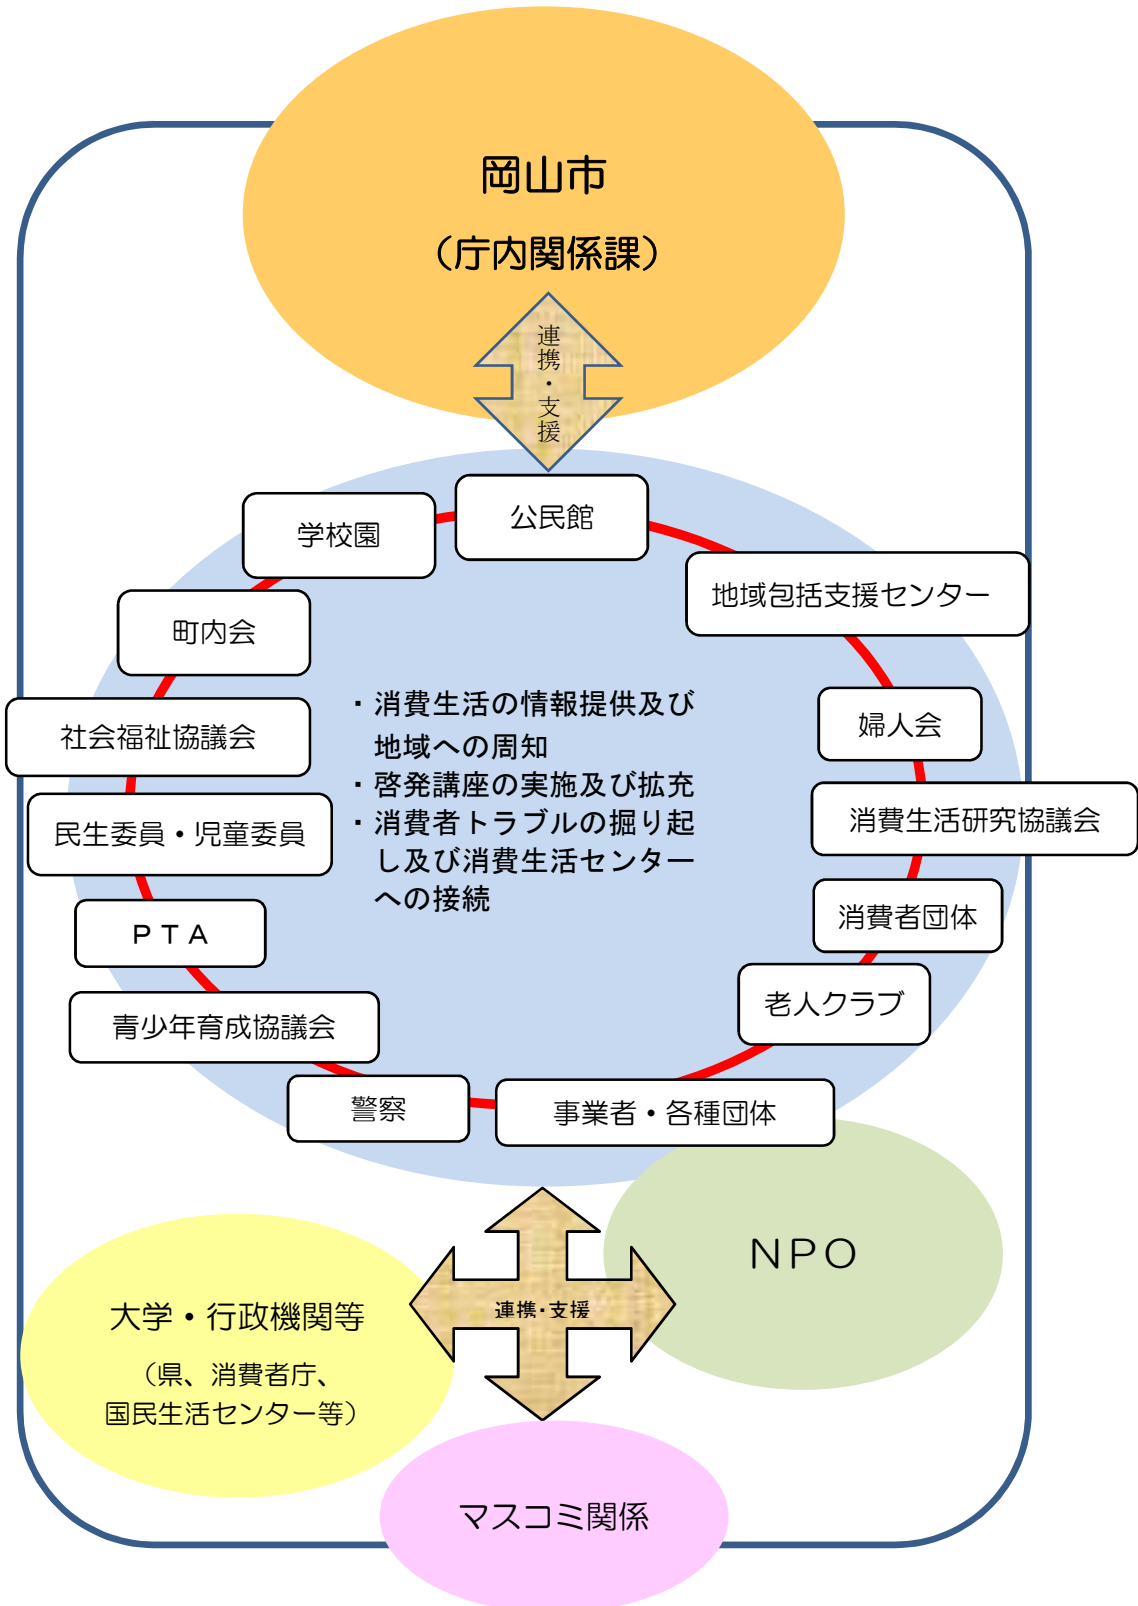 岡山市
（庁内関係課）
連携・支援
公民館
学校園
地域包括支援センター
町内会
婦人会
社会福祉協議会
・消費生活の情報提供及び
地域への周知
・啓発講座の実施及び拡充
・消費者トラブルの掘り起
し及び消費生活センター
への接続
消費生活研究協議会
民生委員・児童委員
消費者団体
ＰＴＡ
老人クラブ
青少年育成協議会
警察
事業者・各種団体
ＮＰＯ
連携・支援
大学・行政機関等
（県、消費者庁、
国民生活センター等）
マスコミ関係